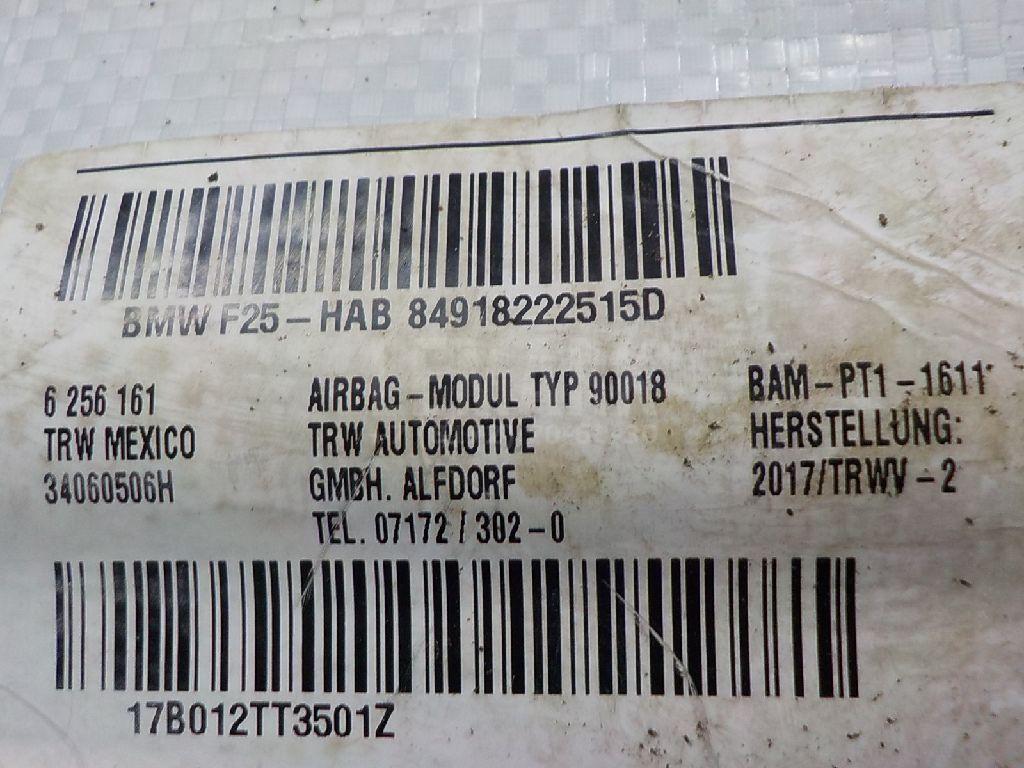 BMW F25-HAB 84918222515D
6 256 161
TRW MEXICO
34060506H
AIRBAG-MODUL TYP 90018
TRW AUTOMOTIVE
GMBH. ALFDORF
TEL. 07172 / 302-0
BAM-PT1-1611
HERSTELLUNG:
2017/TRWV-2
17B012TT3501Z